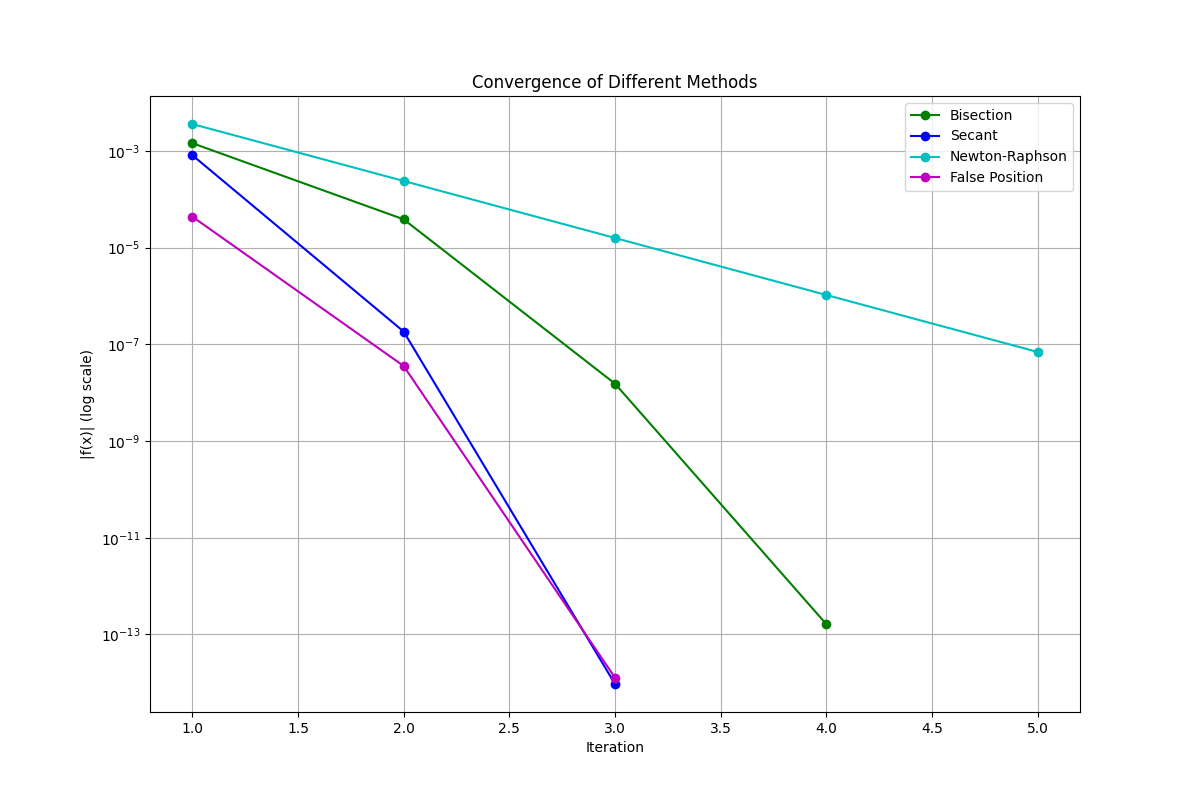 Convergence of Different Methods
Bisection
Secant
Newton-Raphson
False Position
|f(x)| (log scale)
10⁻³
10⁻⁵
10⁻⁷
10⁻⁹
10⁻¹¹
10⁻¹³
1.0 1.5 2.0 2.5 3.0 3.5 4.0 4.5 5.0
Iteration